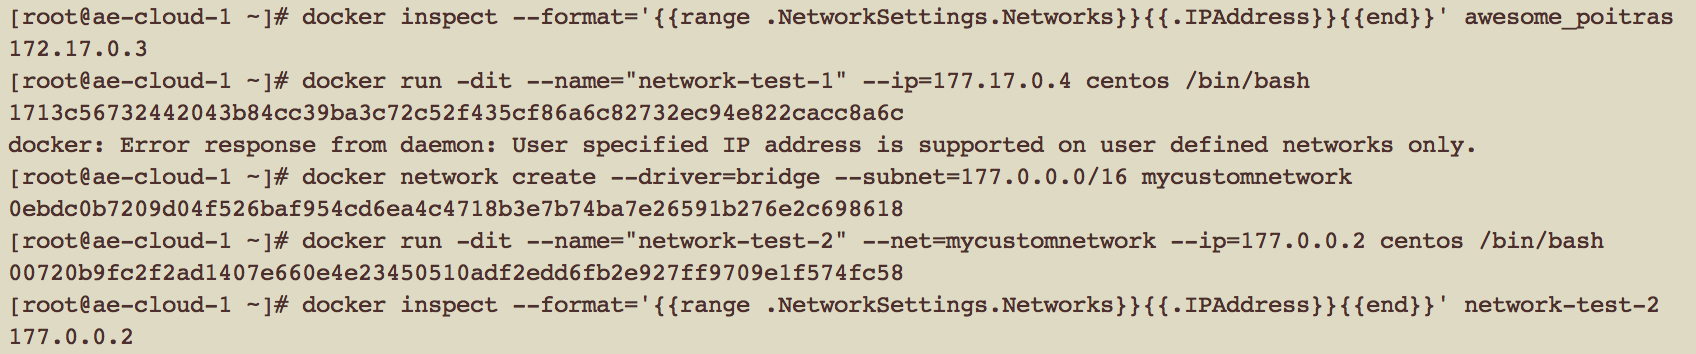 [root@ae-cloud-1 ~]# docker inspect --format='{{range .NetworkSettings.Networks}}{{.IPAddress}}{{end}}' awesome_poitras
172.17.0.3
[root@ae-cloud-1 ~]# docker run -dit --name="network-test-1" --ip=177.17.0.4 centos /bin/bash
1713c56732442043b84cc39ba3c72c52f435cf86a6c82732ec94e822cacc8a6c
docker: Error response from daemon: User specified IP address is supported on user defined networks only.
[root@ae-cloud-1 ~]# docker network create --driver=bridge --subnet=177.0.0.0/16 mycustomnetwork
0ebdc0b7209d04f526baf954cd6ea4c4718b3e7b74ba7e26591b276e2c698618
[root@ae-cloud-1 ~]# docker run -dit --name="network-test-2" --net=mycustomnetwork --ip=177.0.0.2 centos /bin/bash
00720b9fc2f2ad1407e660e4e23450510adf2edd6fb2e927ff9709e1f574fc58
[root@ae-cloud-1 ~]# docker inspect --format='{{range .NetworkSettings.Networks}}{{.IPAddress}}{{end}}' network-test-2
177.0.0.2